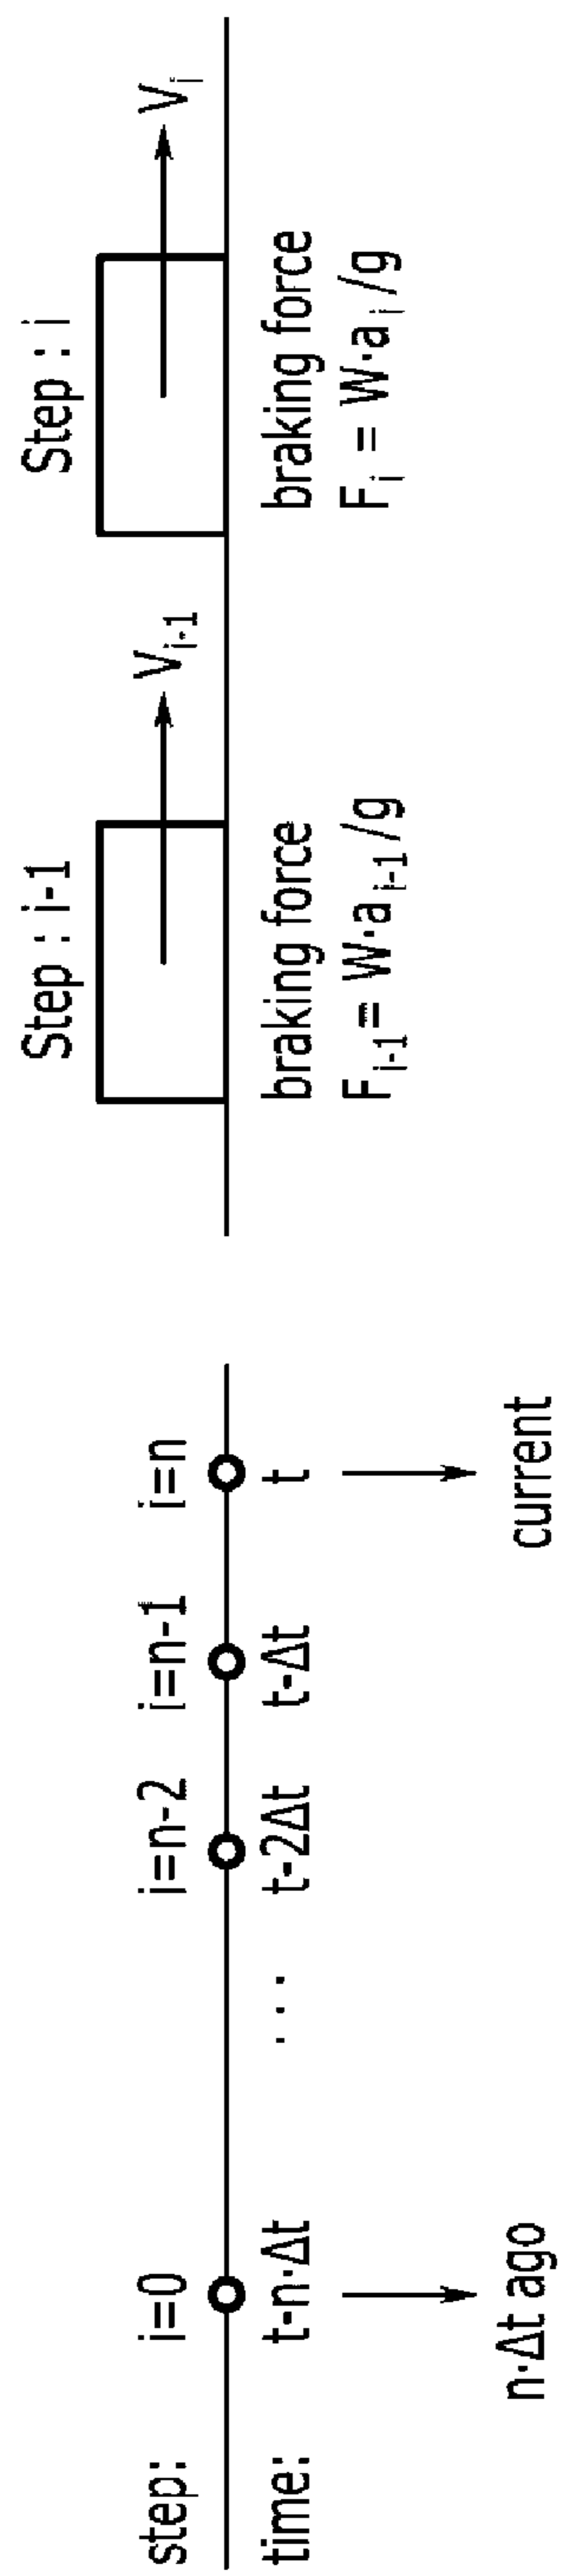 step: i=0 i=n-2 i=n-1 i=n
time: t-n·Δt ... t-2Δt t-Δt t
n·Δt ago current
Step : i-1 Step : i
V_{i-1} V_i
braking force braking force
F_{i-1} = W·a_{i-1}/g F_i = W·a_i/g